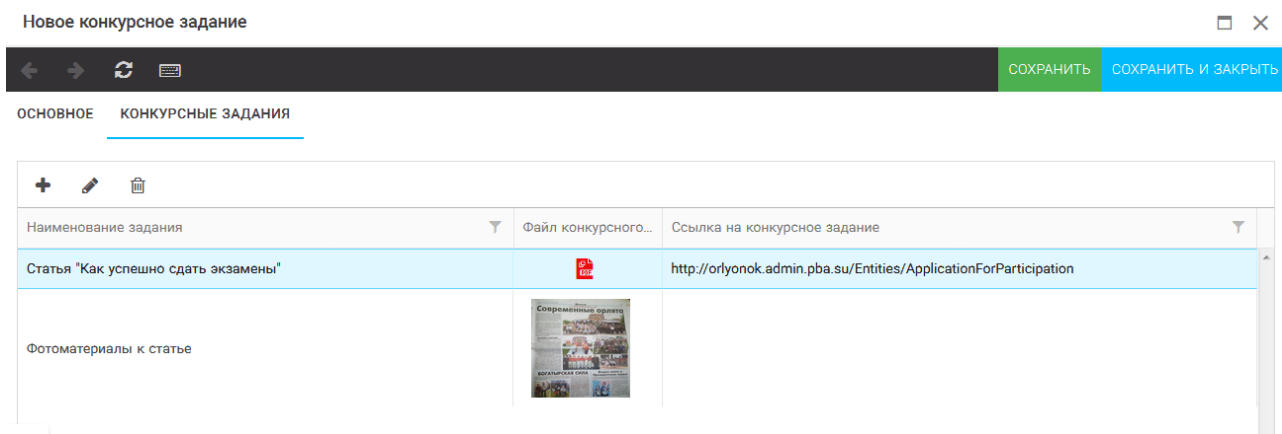 Новое конкурсное задание
СОХРАНИТЬ СОХРАНИТЬ И ЗАКРЫТЬ
ОСНОВНОЕ КОНКУРСНЫЕ ЗАДАНИЯ
Наименование задания Файл конкурсного... Ссылка на конкурсное задание
Статья "Как успешно сдать экзамены" PDF http://orlyonok.admin.pba.su/Entities/ApplicationForParticipation
Современные орлята
Фотоматериалы к статье
БОГАТЫРСКАЯ СИЛА